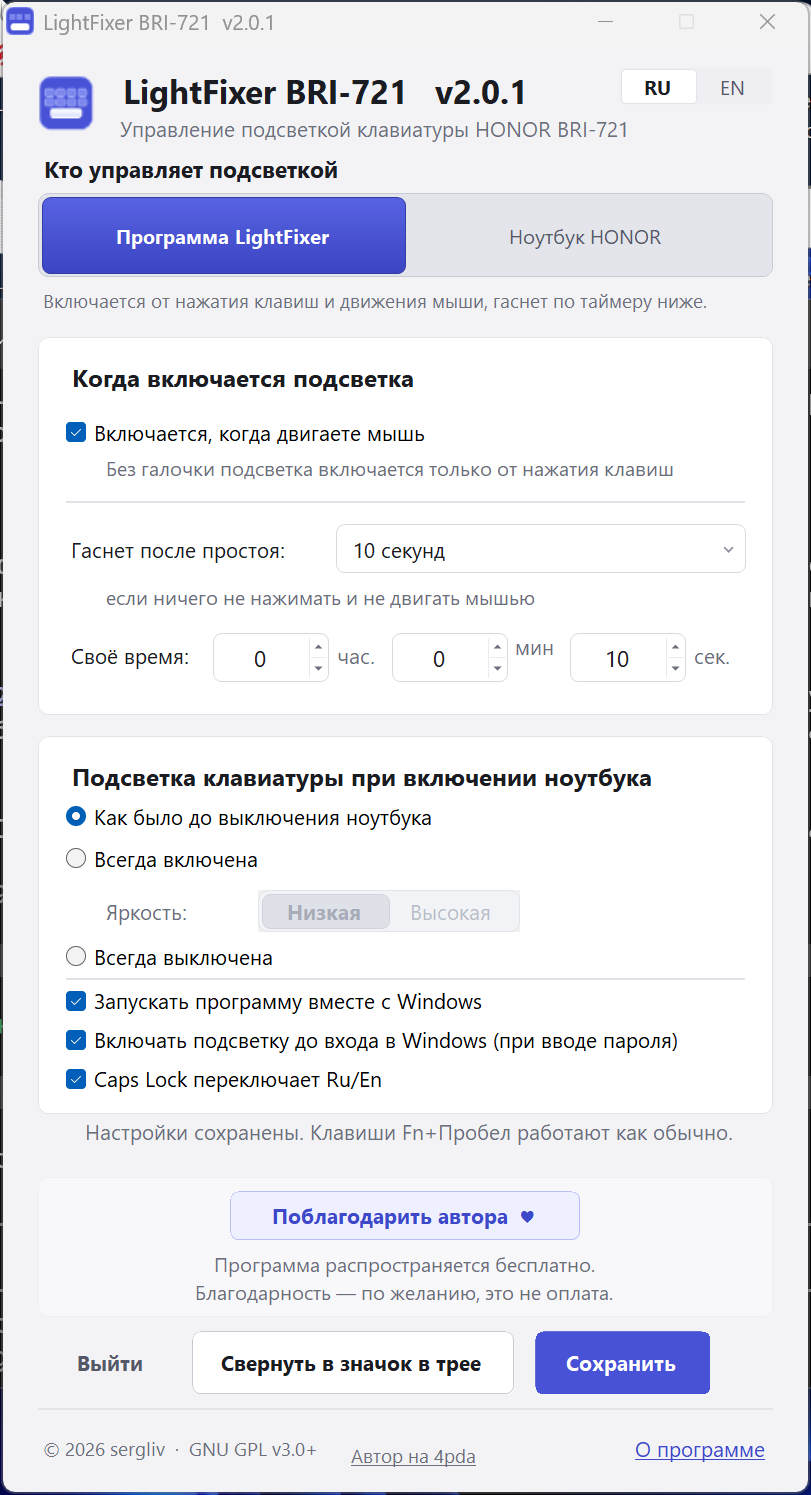 LightFixer BRI-721 v2.0.1
LightFixer BRI-721 v2.0.1
RU EN
Управление подсветкой клавиатуры HONOR BRI-721
Кто управляет подсветкой
Программа LightFixer Ноутбук HONOR
Включается от нажатия клавиш и движения мыши, гаснет по таймеру ниже.
Когда включается подсветка
Включается, когда двигаете мышь
Без галочки подсветка включается только от нажатия клавиш
Гаснет после простоя: 10 секунд
если ничего не нажимать и не двигать мышью
Своё время: 0 час. 0 мин 10 сек.
Подсветка клавиатуры при включении ноутбука
Как было до выключения ноутбука
Всегда включена
Яркость: Низкая Высокая
Всегда выключена
Запускать программу вместе с Windows
Включать подсветку до входа в Windows (при вводе пароля)
Caps Lock переключает Ru/En
Настройки сохранены. Клавиши Fn+Пробел работают как обычно.
Поблагодарить автора ♥
Программа распространяется бесплатно.
Благодарность — по желанию, это не оплата.
Выйти Свернуть в значок в трее Сохранить
© 2026 sergliv · GNU GPL v3.0+ Автор на 4pda О программе